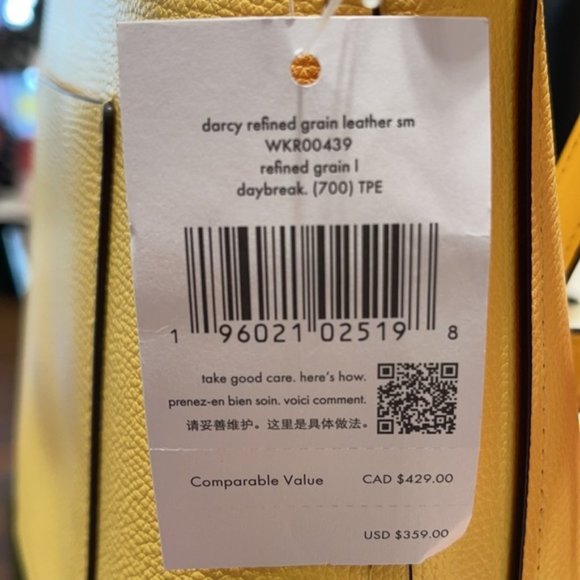 darcy refined grain leather sm
WKR00439
refined grain l
daybreak. (700) TPE
1 96021 02519 8
take good care. here's how.
prenez-en bien soin. voici comment.
请妥善维护。这里是具体做法。
Comparable Value CAD $429.00
USD $359.00